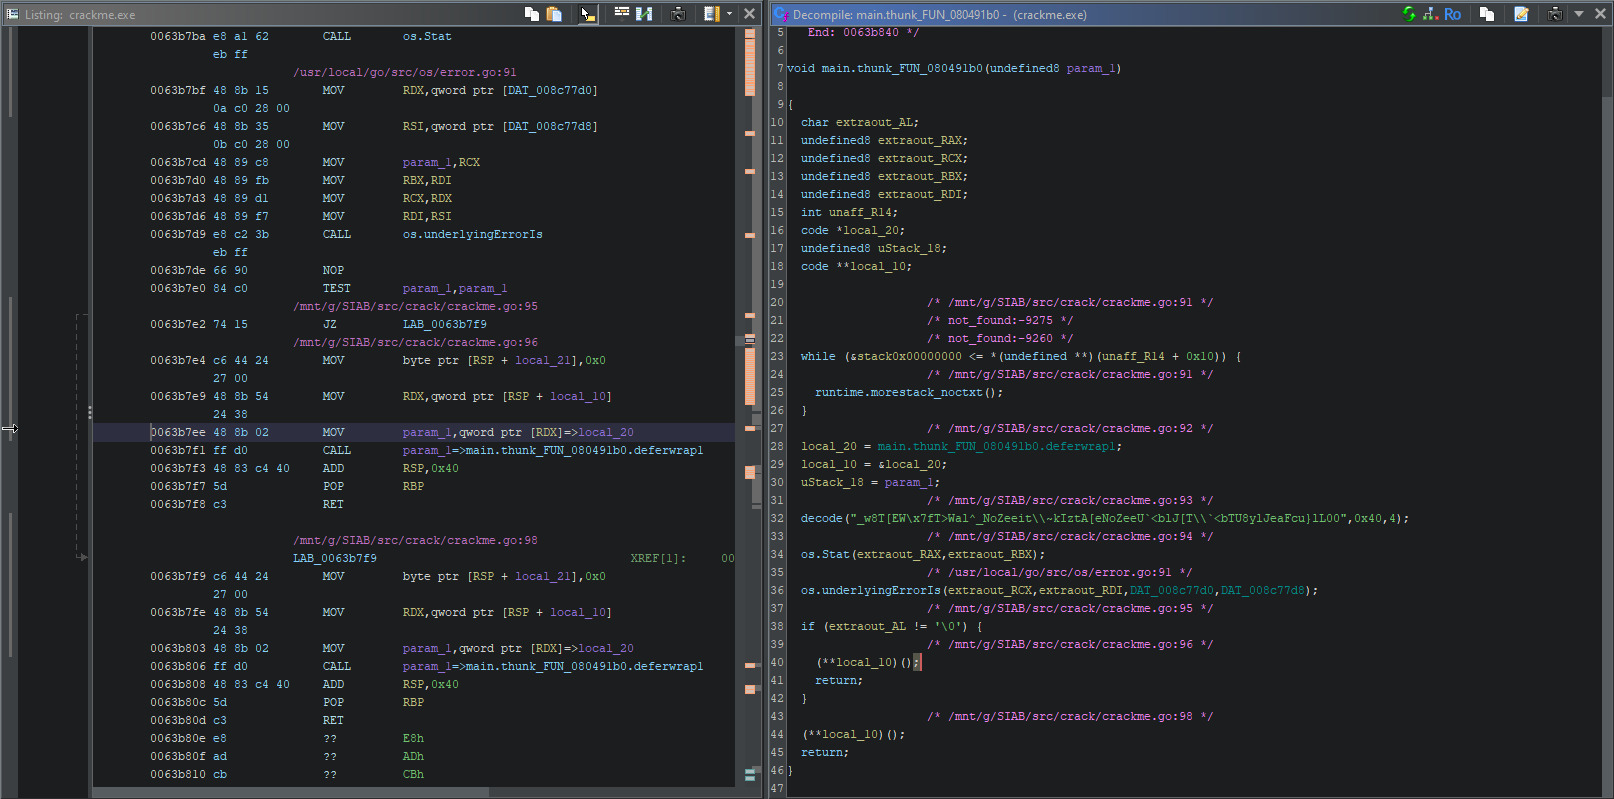 Listing: crackme.exe
0063b7ba e8 a1 62 CALL os.Stat
eb ff
/usr/local/go/src/os/error.go:91
0063b7bf 48 8b 15 MOV RDX,qword ptr [DAT_008c77d0]
0a c0 28 00
0063b7c6 48 8b 35 MOV RSI,qword ptr [DAT_008c77d8]
0b c0 28 00
0063b7cd 48 89 c8 MOV param_1,RCX
0063b7d0 48 89 fb MOV RBX,RDI
0063b7d3 48 89 d1 MOV RCX,RDX
0063b7d6 48 89 f7 MOV RDI,RSI
0063b7d9 e8 c2 3b CALL os.underlyingErrorIs
eb ff
0063b7de 66 90 NOP
0063b7e0 84 c0 TEST param_1,param_1
/mnt/g/SIAB/src/crack/crackme.go:95
0063b7e2 74 15 JZ LAB_0063b7f9
/mnt/g/SIAB/src/crack/crackme.go:96
0063b7e4 c6 44 24 MOV byte ptr [RSP + local_21],0x0
27 00
0063b7e9 48 8b 54 MOV RDX,qword ptr [RSP + local_10]
24 38
0063b7ee 48 8b 02 MOV param_1,qword ptr [RDX]=>local_20
0063b7f1 ff d0 CALL param_1=>main.thunk_FUN_080491b0.deferwrap1
0063b7f3 48 83 c4 40 ADD RSP,0x40
0063b7f7 5d POP RBP
0063b7f8 c3 RET
/mnt/g/SIAB/src/crack/crackme.go:98
LAB_0063b7f9 XREF[1]: 00
0063b7f9 c6 44 24 MOV byte ptr [RSP + local_21],0x0
27 00
0063b7fe 48 8b 54 MOV RDX,qword ptr [RSP + local_10]
24 38
0063b803 48 8b 02 MOV param_1,qword ptr [RDX]=>local_20
0063b806 ff d0 CALL param_1=>main.thunk_FUN_080491b0.deferwrap1
0063b808 48 83 c4 40 ADD RSP,0x40
0063b80c 5d POP RBP
0063b80d c3 RET
0063b80e e8 ?? E8h
0063b80f ad ?? ADh
0063b810 cb ?? CBh
Decompile: main.thunk_FUN_080491b0 - (crackme.exe)
Ro
5 End: 0063b840 */
6
7 void main.thunk_FUN_080491b0(undefined8 param_1)
8
9 {
10 char extraout_AL;
11 undefined8 extraout_RAX;
12 undefined8 extraout_RCX;
13 undefined8 extraout_RBX;
14 undefined8 extraout_RDI;
15 int unaff_R14;
16 code *local_20;
17 undefined8 uStack_18;
18 code **local_10;
19
20 /* /mnt/g/SIAB/src/crack/crackme.go:91 */
21 /* not_found:-9275 */
22 /* not_found:-9260 */
23 while (&stack0x00000000 <= *(undefined **)(unaff_R14 + 0x10)) {
24 /* /mnt/g/SIAB/src/crack/crackme.go:91 */
25 runtime.morestack_noctxt();
26 }
27 /* /mnt/g/SIAB/src/crack/crackme.go:92 */
28 local_20 = main.thunk_FUN_080491b0.deferwrap1;
29 local_10 = &local_20;
30 uStack_18 = param_1;
31 /* /mnt/g/SIAB/src/crack/crackme.go:93 */
32 decode("_w8T[EW\x7fT>Wal^_NoZeeit\\~kIztA[eNoZeeU`<blJ[T\\`<bTU8ylJeaFcu}lL00",0x40,4);
33 /* /mnt/g/SIAB/src/crack/crackme.go:94 */
34 os.Stat(extraout_RAX,extraout_RBX);
35 /* /usr/local/go/src/os/error.go:91 */
36 os.underlyingErrorIs(extraout_RCX,extraout_RDI,DAT_008c77d0,DAT_008c77d8);
37 /* /mnt/g/SIAB/src/crack/crackme.go:95 */
38 if (extraout_AL != '\0') {
39 /* /mnt/g/SIAB/src/crack/crackme.go:96 */
40 (**local_10)();
41 return;
42 }
43 /* /mnt/g/SIAB/src/crack/crackme.go:98 */
44 (**local_10)();
45 return;
46 }
47